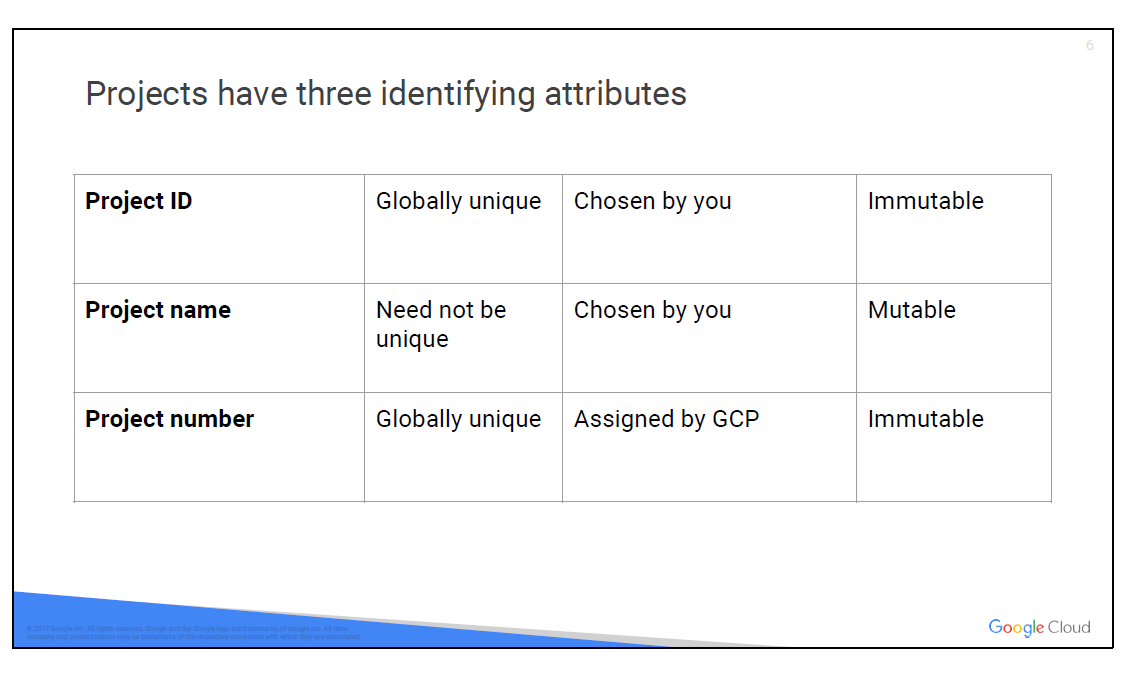 6
Projects have three identifying attributes
Project ID
Globally unique
Chosen by you
Immutable
Project name
Need not be
unique
Chosen by you
Mutable
Project number
Globally unique
Assigned by GCP
Immutable
© 2017 Google Inc. All rights reserved. Google and the Google logo are trademarks of Google Inc. All other
company and product names may be trademarks of the respective companies with which they are associated.
Google Cloud